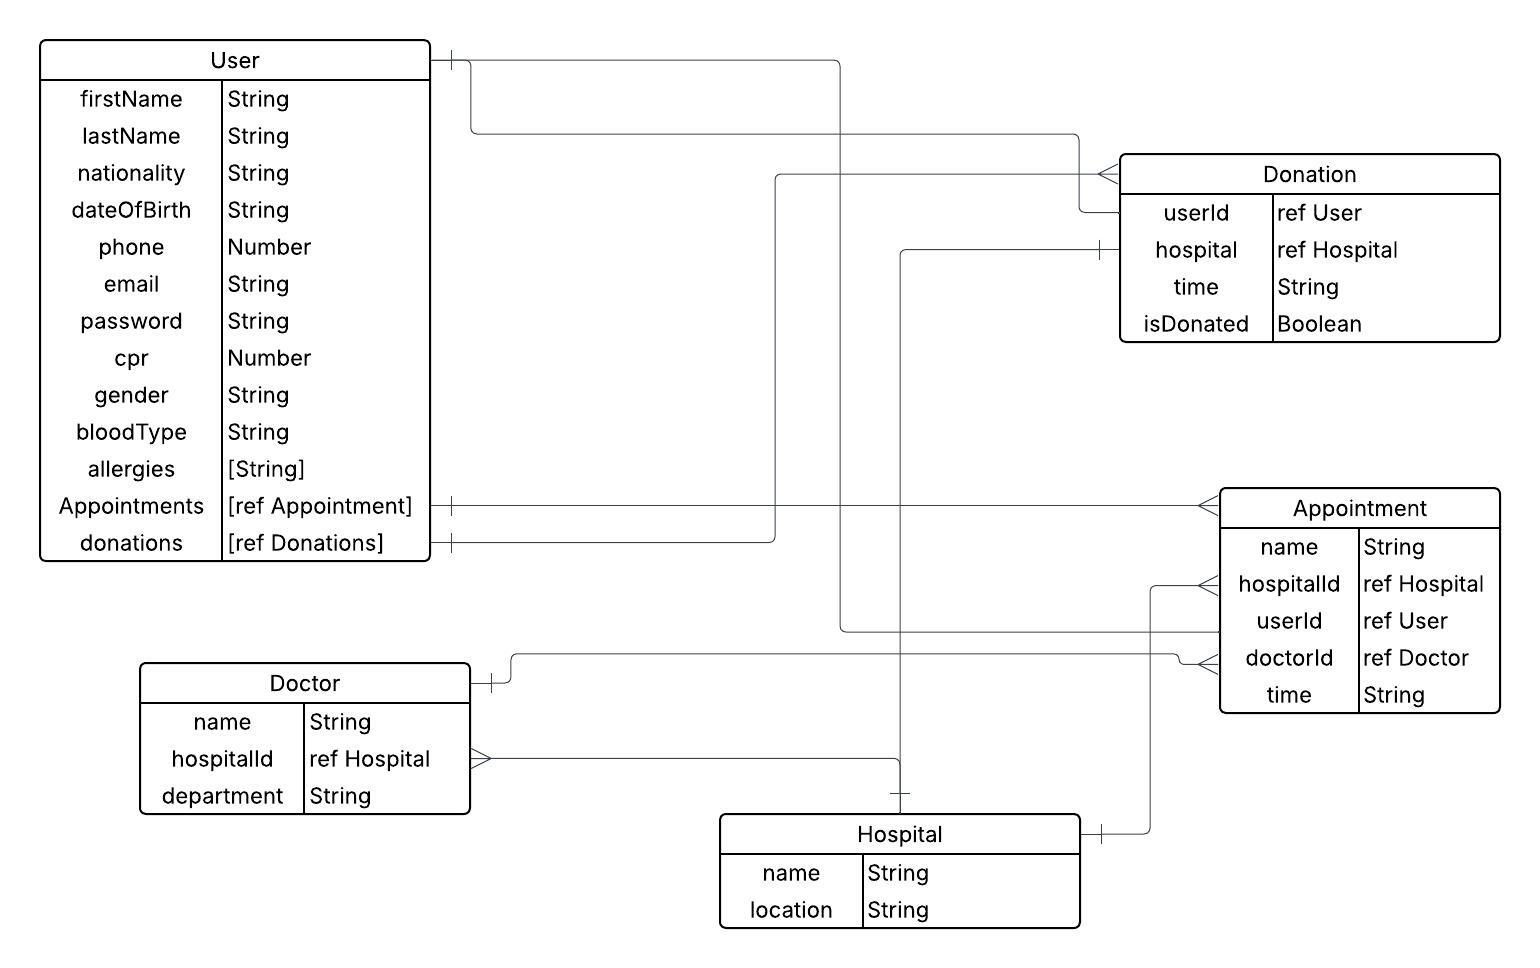 User
firstName String
lastName String
nationality String
dateOfBirth String
phone Number
email String
password String
cpr Number
gender String
bloodType String
allergies [String]
Appointments [ref Appointment]
donations [ref Donations]
Donation
userId ref User
hospital ref Hospital
time String
isDonated Boolean
Appointment
name String
hospitalId ref Hospital
userId ref User
doctorId ref Doctor
time String
Doctor
name String
hospitalId ref Hospital
department String
Hospital
name String
location String